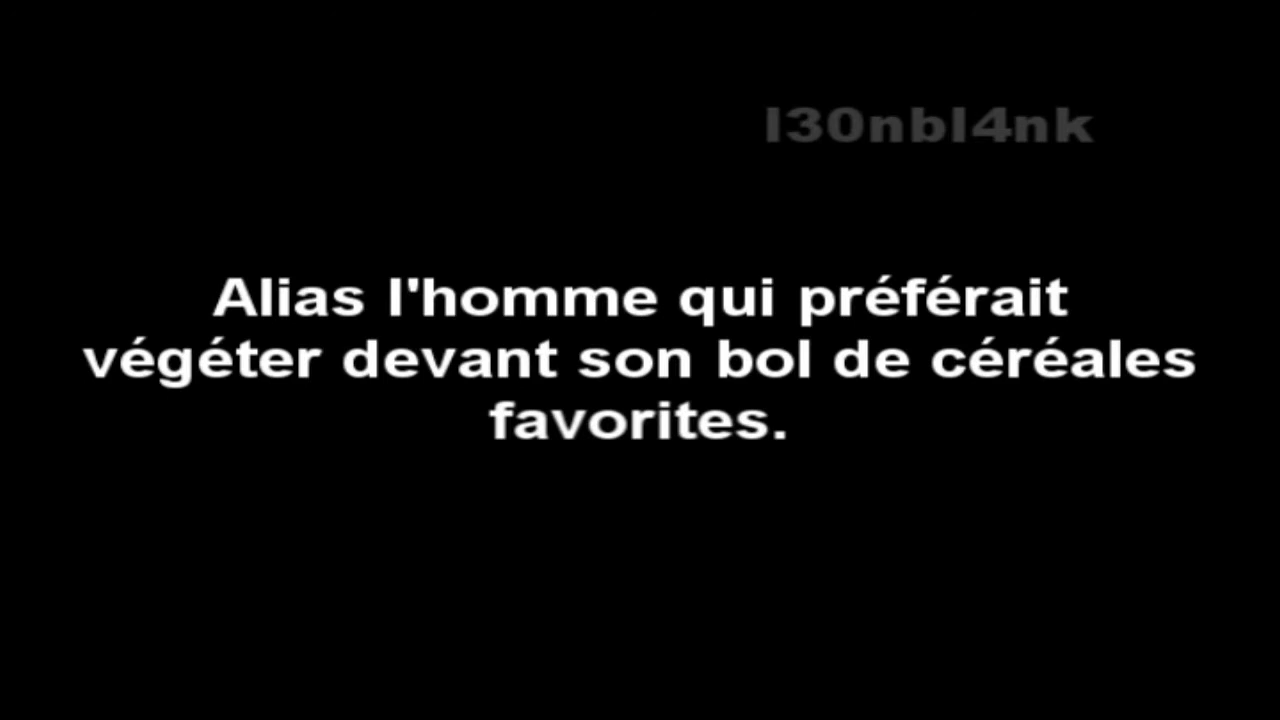 l30nbl4nk
Alias l'homme qui préférait
végéter devant son bol de céréales
favorites.